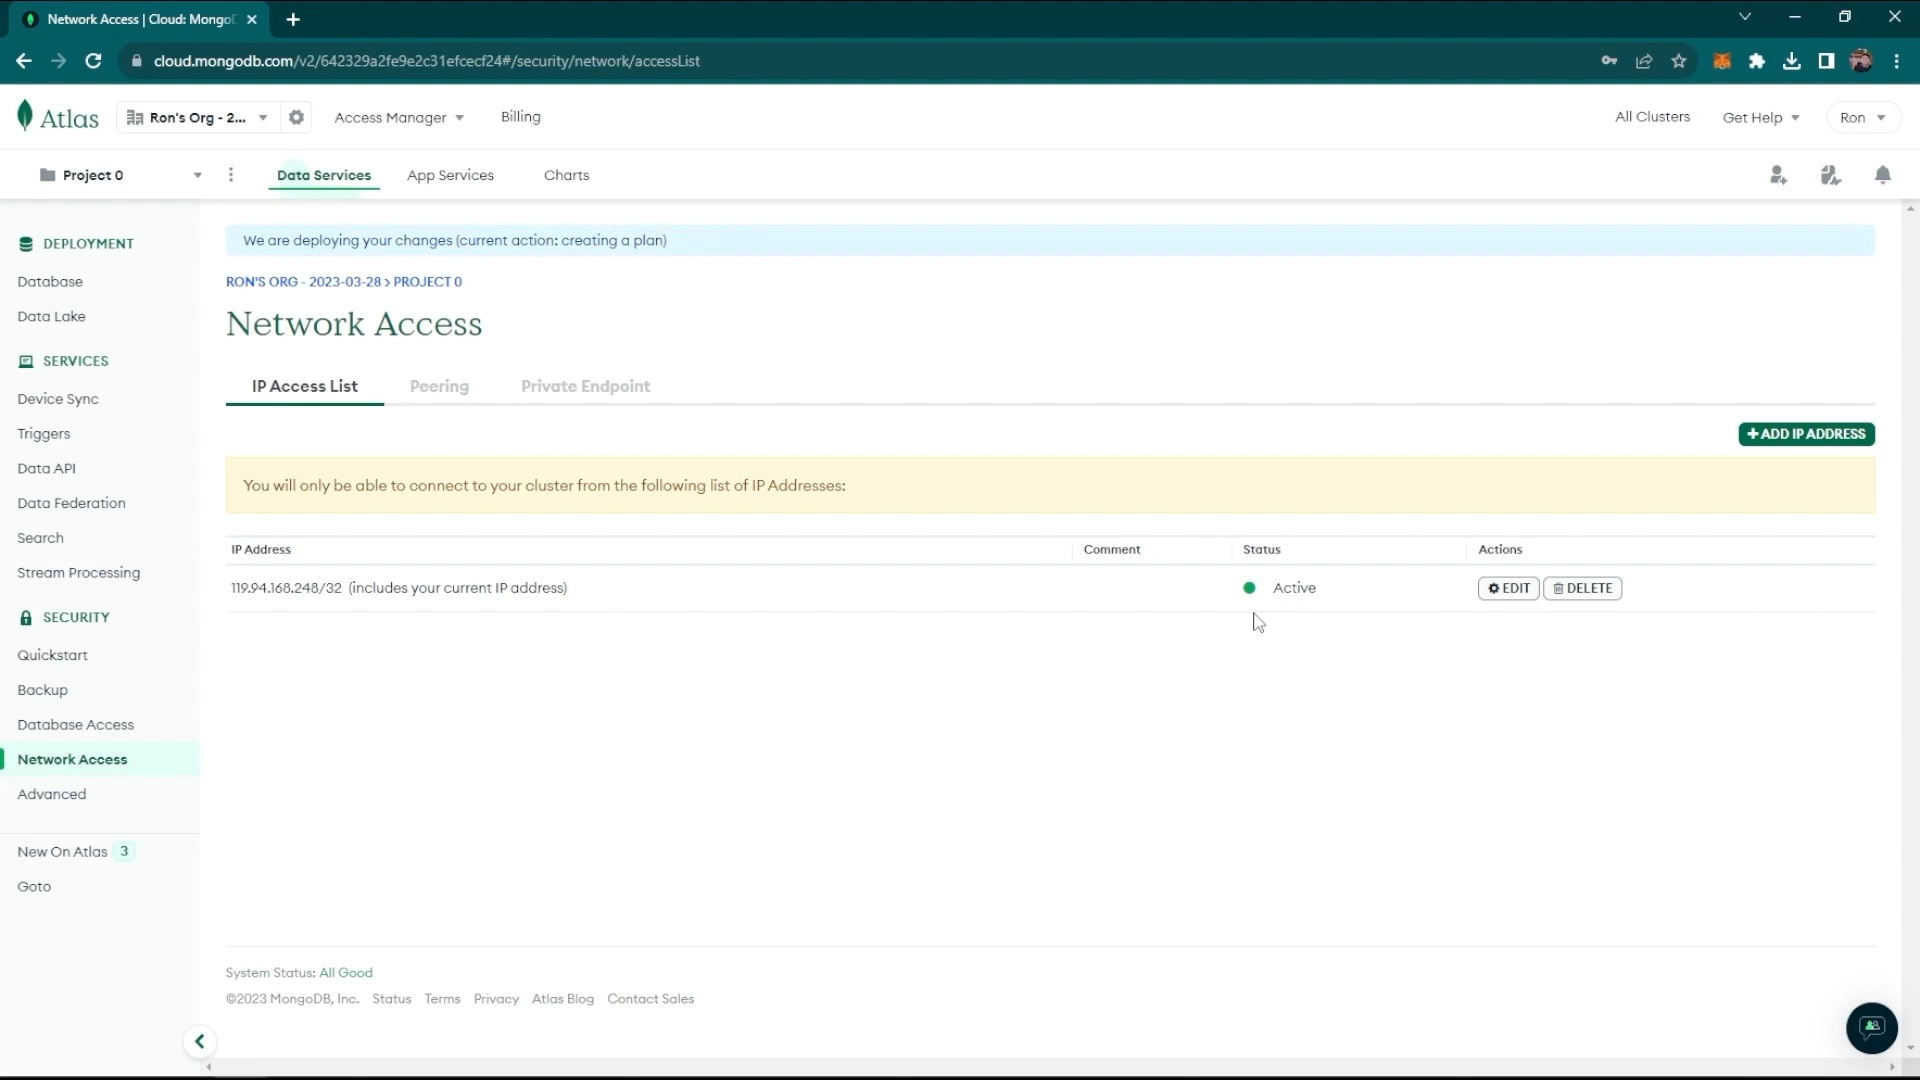 Network Access | Cloud: Mongo
cloud.mongodb.com/v2/642329a2fe9e2c31efcecf24#/security/network/accessList
Atlas
Ron's Org - 2...
Access Manager
Billing
All Clusters
Get Help
Ron
Project 0
Data Services
App Services
Charts
DEPLOYMENT
Database
Data Lake
SERVICES
Device Sync
Triggers
Data API
Data Federation
Search
Stream Processing
SECURITY
Quickstart
Backup
Database Access
Network Access
Advanced
New On Atlas 3
Goto
We are deploying your changes (current action: creating a plan)
RON'S ORG - 2023-03-28 > PROJECT 0
Network Access
IP Access List
Peering
Private Endpoint
+ ADD IP ADDRESS
You will only be able to connect to your cluster from the following list of IP Addresses:
IP Address Comment Status Actions
119.94.168.248/32 (includes your current IP address) Active EDIT DELETE
System Status: All Good
©2023 MongoDB, Inc. Status Terms Privacy Atlas Blog Contact Sales